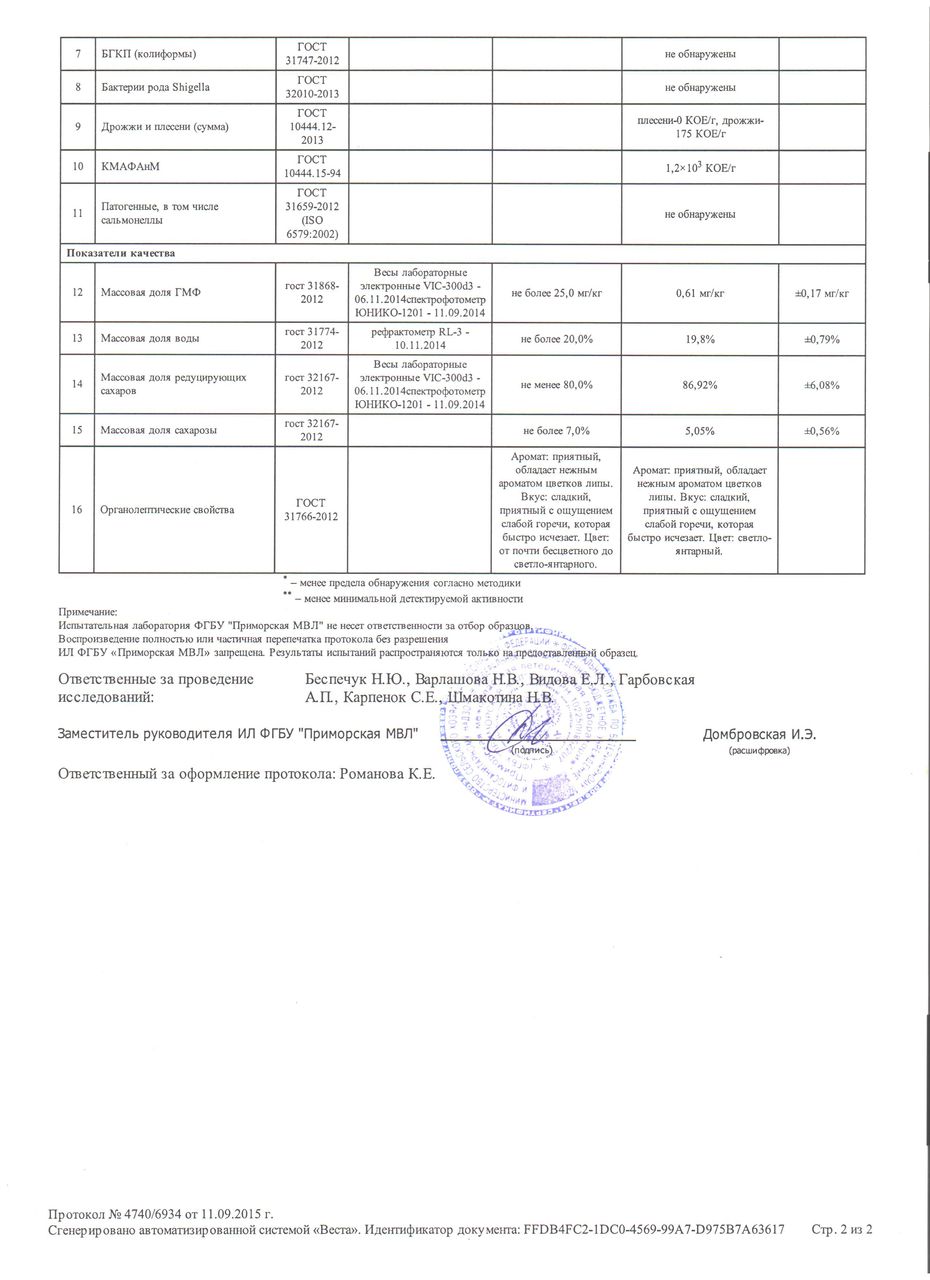 7 БГКП (колиформы) ГОСТ 31747-2012 не обнаружены
8 Бактерии рода Shigella ГОСТ 32010-2013 не обнаружены
9 Дрожжи и плесени (сумма) ГОСТ 10444.12-2013 плесени-0 КОЕ/г, дрожжи-175 КОЕ/г
10 КМАФАнМ ГОСТ 10444.15-94 1,2×10³ КОЕ/г
11 Патогенные, в том числе сальмонеллы ГОСТ 31659-2012 (ISO 6579:2002) не обнаружены
Показатели качества
12 Массовая доля ГМФ гост 31868-2012 Весы лабораторные электронные VIC-300d3 - 06.11.2014спектрофотометр ЮНИКО-1201 - 11.09.2014 не более 25,0 мг/кг 0,61 мг/кг ±0,17 мг/кг
13 Массовая доля воды гост 31774-2012 рефрактометр RL-3 - 10.11.2014 не более 20,0% 19,8% ±0,79%
14 Массовая доля редуцирующих сахаров гост 32167-2012 Весы лабораторные электронные VIC-300d3 - 06.11.2014спектрофотометр ЮНИКО-1201 - 11.09.2014 не менее 80,0% 86,92% ±6,08%
15 Массовая доля сахарозы гост 32167-2012 не более 7,0% 5,05% ±0,56%
16 Органолептические свойства ГОСТ 31766-2012 Аромат: приятный, обладает нежным ароматом цветков липы. Вкус: сладкий, приятный с ощущением слабой горечи, которая быстро исчезает. Цвет: от почти бесцветного до светло-янтарного. Аромат: приятный, обладает нежным ароматом цветков липы. Вкус: сладкий, приятный с ощущением слабой горечи, которая быстро исчезает. Цвет: светло-янтарный.
* – менее предела обнаружения согласно методики
** – менее минимальной детектируемой активности
Примечание:
Испытательная лаборатория ФГБУ "Приморская МВЛ" не несет ответственности за отбор образцов.
Воспроизведение полностью или частичная перепечатка протокола без разрешения
ИЛ ФГБУ «Приморская МВЛ» запрещена. Результаты испытаний распространяются только на предоставленный образец.
Ответственные за проведение Беспечук Н.Ю., Варлашова Н.В., Видова Е.Л., Гарбовская
исследований: А.П., Карпенок С.Е., Шмакотина Н.В.
Заместитель руководителя ИЛ ФГБУ "Приморская МВЛ" Домбровская И.Э.
(подпись) (расшифровка)
Ответственный за оформление протокола: Романова К.Е.
Протокол № 4740/6934 от 11.09.2015 г.
Сгенерировано автоматизированной системой «Веста». Идентификатор документа: FFDB4FC2-1DC0-4569-99A7-D975B7A63617 Стр. 2 из 2